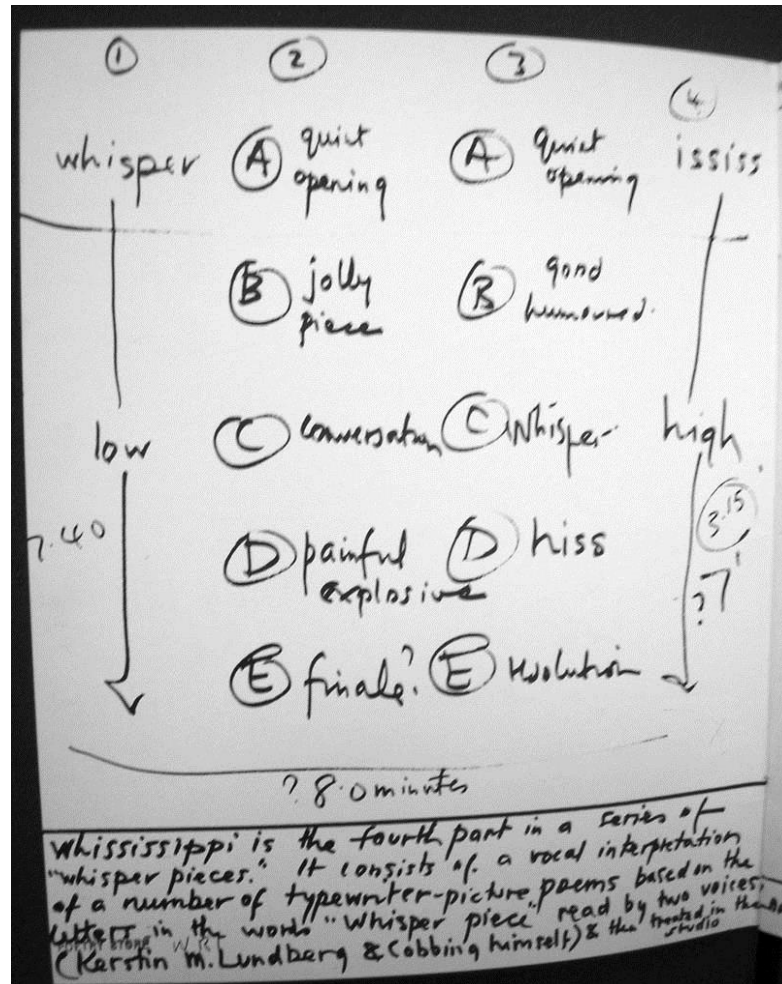 1 2 3 4
whisper A quiet A quiet ississ
opening opening
B jolly B good
piece humoured.
low C conversation C Whisper high
7.40 D painful D hiss 3.15
explosive ? 7'
E finale? E resolution
? 8.0 minutes
whississippi is the fourth part in a series of
"whisper pieces." It consists of a vocal interpretation
of a number of typewriter-picture poems based on the
letters in the words "Whisper piece" read by two voices,
(Kerstin M. Lundberg & Cobbing himself) & then treated in the
studio